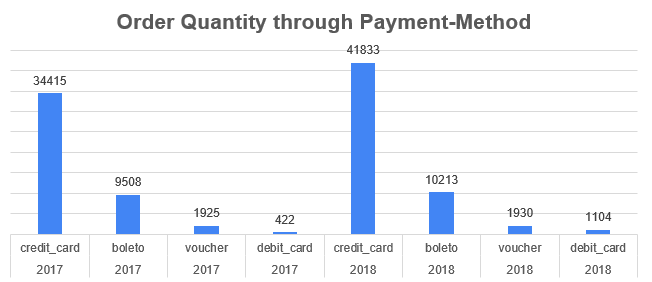 Order Quantity through Payment-Method
41833
34415
9508
1925
422
10213
1930
1104
credit_card boleto voucher debit_card credit_card boleto voucher debit_card
2017 2017 2017 2017 2018 2018 2018 2018